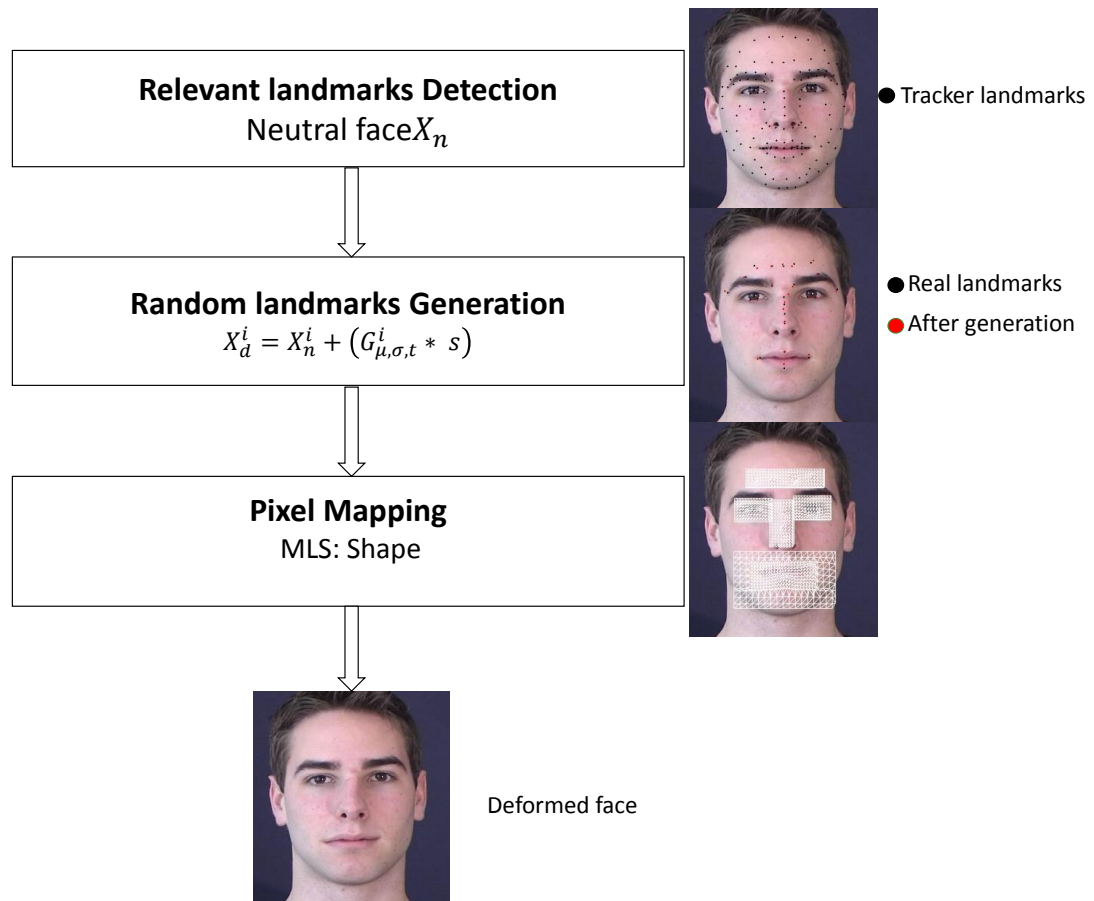 Relevant landmarks Detection
Neutral face𝑋ₙ
Tracker landmarks
Random landmarks Generation
𝑋_d^i = 𝑋_n^i + (𝐺_{μ,σ,t}^i * 𝑠)
Real landmarks
After generation
Pixel Mapping
MLS: Shape
Deformed face